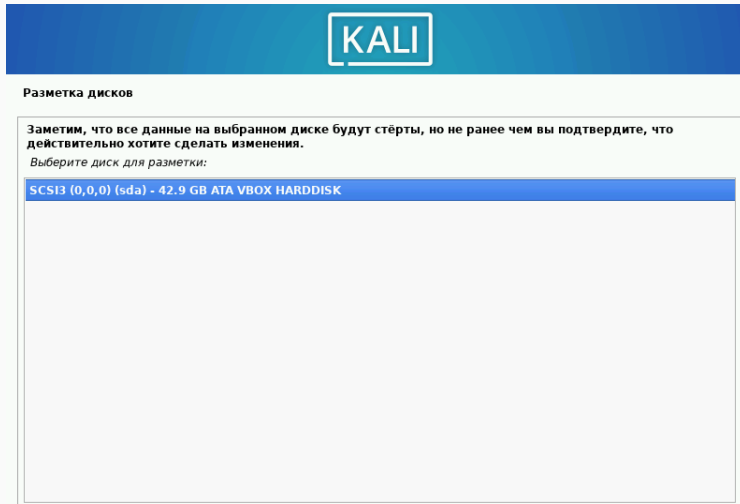 KALI
Разметка дисков
Заметим, что все данные на выбранном диске будут стёрты, но не ранее чем вы подтвердите, что
действительно хотите сделать изменения.
Выберите диск для разметки:
SCSI3 (0,0,0) (sda) - 42.9 GB ATA VBOX HARDDISK